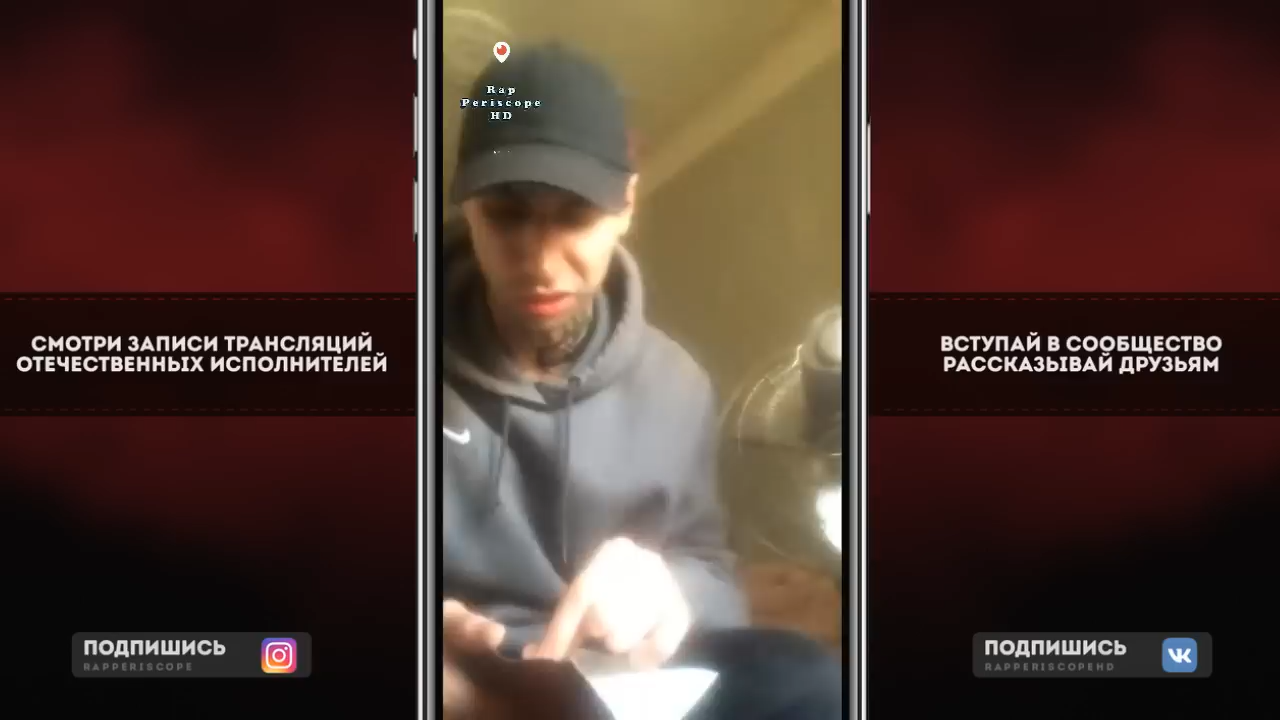 Rap
Periscope
HD
СМОТРИ ЗАПИСИ ТРАНСЛЯЦИЙ
ОТЕЧЕСТВЕННЫХ ИСПОЛНИТЕЛЕЙ
ВСТУПАЙ В СООБЩЕСТВО
РАССКАЗЫВАЙ ДРУЗЬЯМ
ПОДПИШИСЬ
RAPPERISCOPE
ПОДПИШИСЬ
RAPPERISCOPEHD